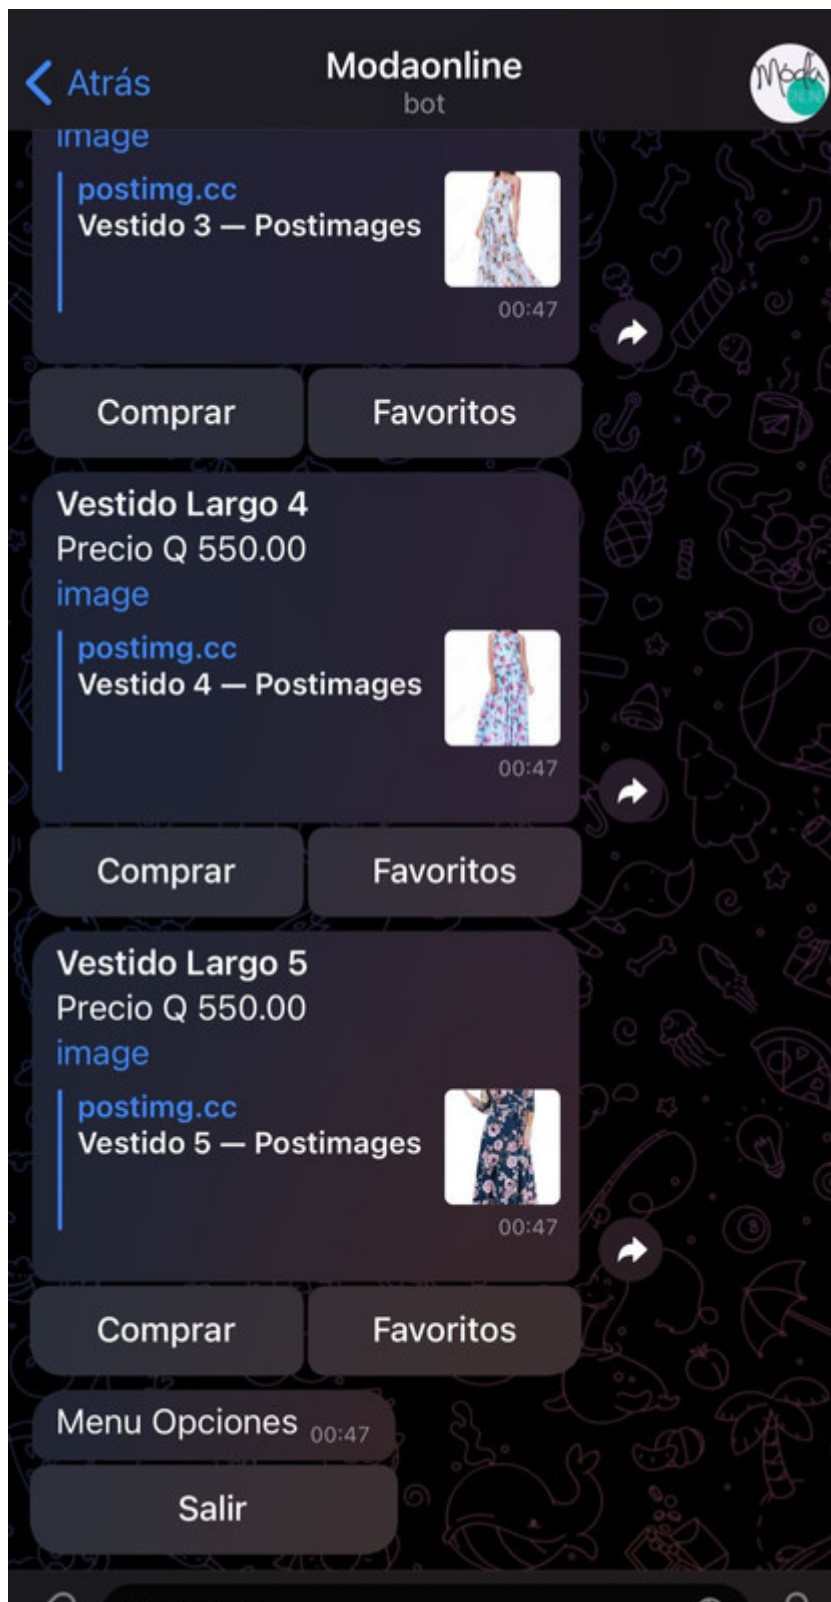 Atrás
Modaonline
bot
Moda
image
postimg.cc
Vestido 3 — Postimages
00:47
Comprar
Favoritos
Vestido Largo 4
Precio Q 550.00
image
postimg.cc
Vestido 4 — Postimages
00:47
Comprar
Favoritos
Vestido Largo 5
Precio Q 550.00
image
postimg.cc
Vestido 5 — Postimages
00:47
Comprar
Favoritos
Menu Opciones 00:47
Salir